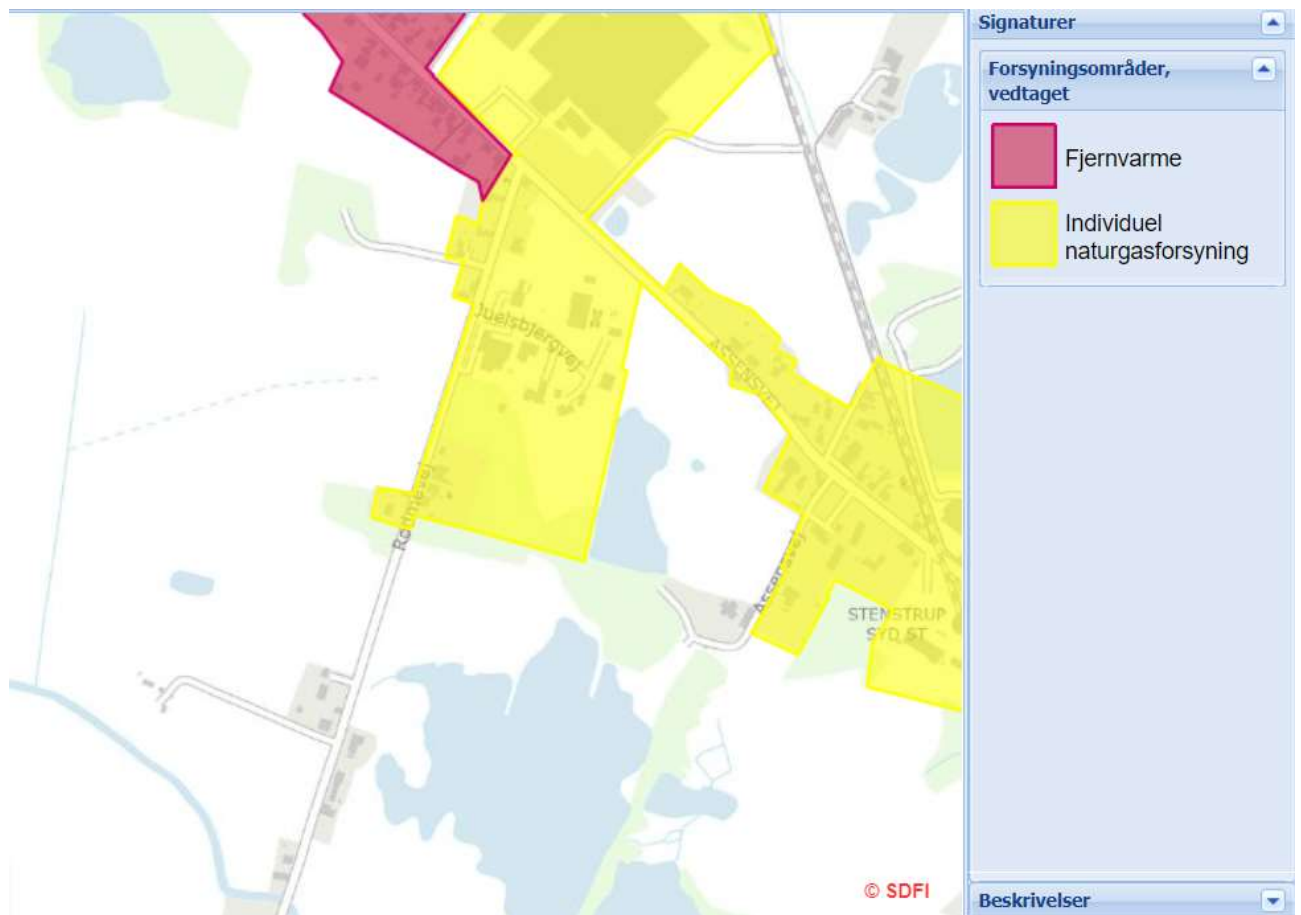 Signaturer
Forsyningsområder,
vedtaget
Fjernvarme
Individuel
naturgasforsyning
Juelsbjergvej
ASSENSVEJ
Rødmevej
Assensvej
STENSTRUP
SYD ST
© SDFI
Beskrivelser